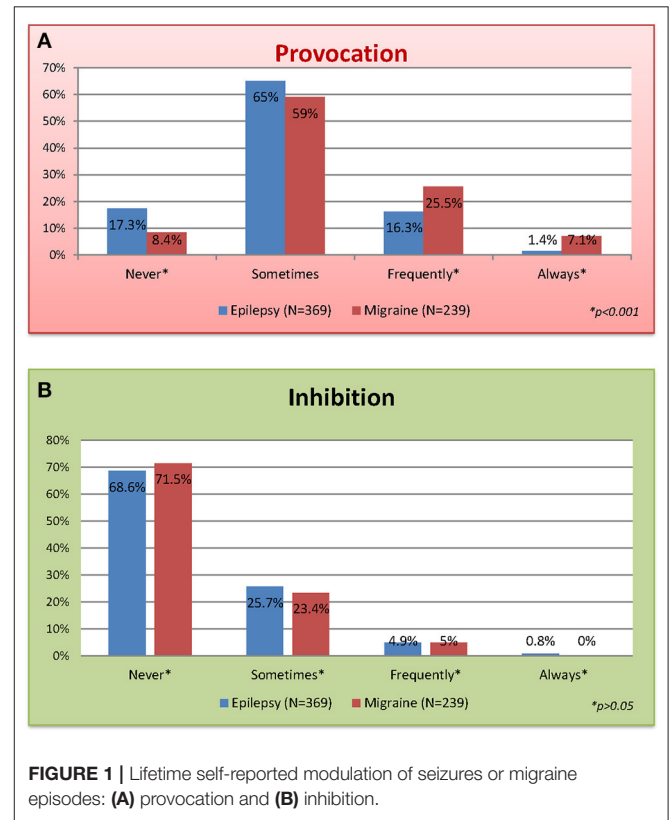 A
Provocation
70%
60%
50%
40%
30%
20%
10%
0%
17.3%
8.4%
65%
59%
16.3%
25.5%
1.4%
7.1%
Never* Sometimes Frequently* Always*
Epilepsy (N=369) Migraine (N=239)
*p<0.001
B
Inhibition
80%
70%
60%
50%
40%
30%
20%
10%
0%
68.6%
71.5%
25.7%
23.4%
4.9%
5%
0.8%
0%
Never* Sometimes* Frequently* Always*
Epilepsy (N=369) Migraine (N=239)
*p>0.05
FIGURE 1 | Lifetime self-reported modulation of seizures or migraine
episodes: (A) provocation and (B) inhibition.